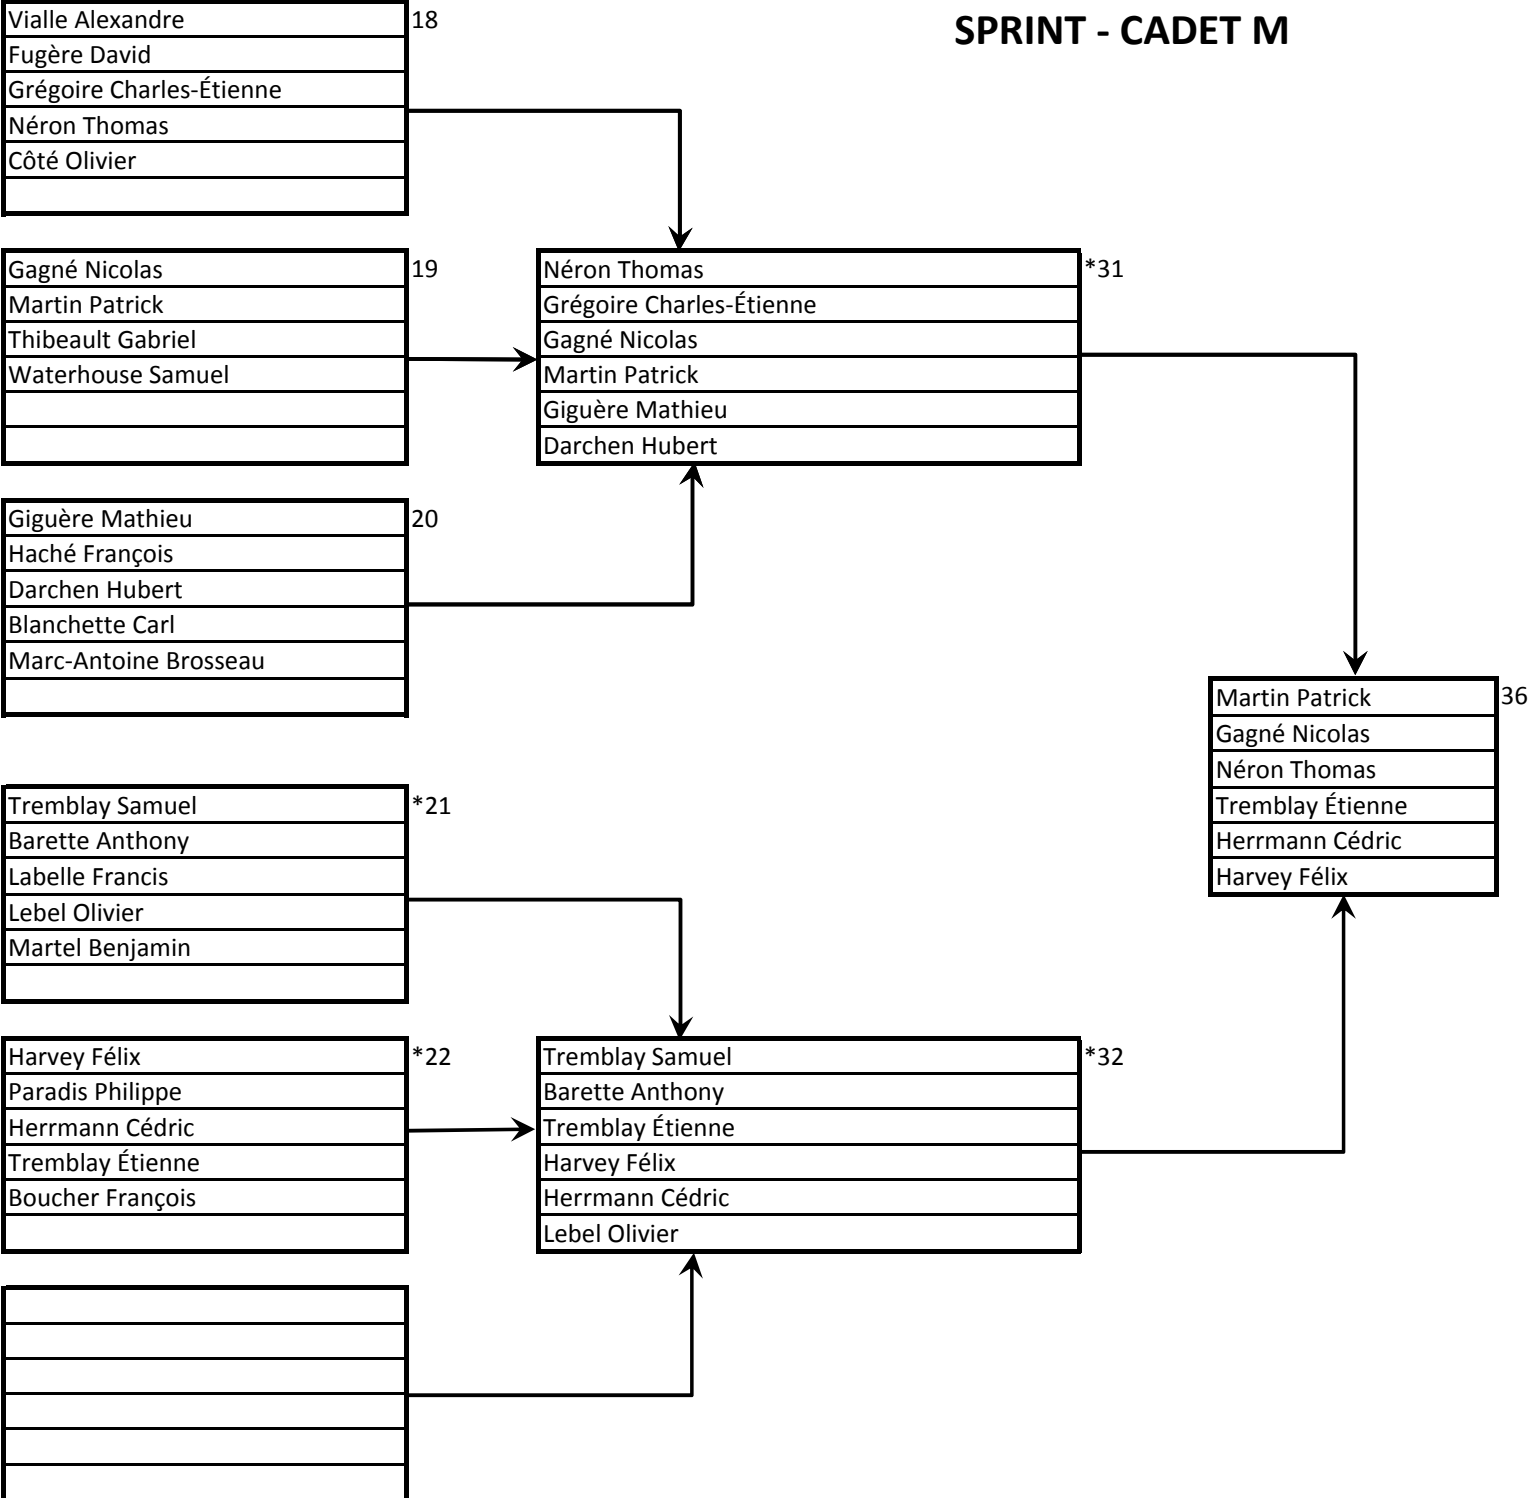 SPRINT - CADET M
Vialle Alexandre 18
Fugère David
Grégoire Charles-Étienne
Néron Thomas
Côté Olivier
Gagné Nicolas 19
Martin Patrick
Thibeault Gabriel
Waterhouse Samuel
Néron Thomas *31
Grégoire Charles-Étienne
Gagné Nicolas
Martin Patrick
Giguère Mathieu
Darchen Hubert
Giguère Mathieu 20
Haché François
Darchen Hubert
Blanchette Carl
Marc-Antoine Brosseau
Martin Patrick 36
Gagné Nicolas
Néron Thomas
Tremblay Étienne
Herrmann Cédric
Harvey Félix
Tremblay Samuel *21
Barette Anthony
Labelle Francis
Lebel Olivier
Martel Benjamin
Harvey Félix *22
Paradis Philippe
Herrmann Cédric
Tremblay Étienne
Boucher François
Tremblay Samuel *32
Barette Anthony
Tremblay Étienne
Harvey Félix
Herrmann Cédric
Lebel Olivier